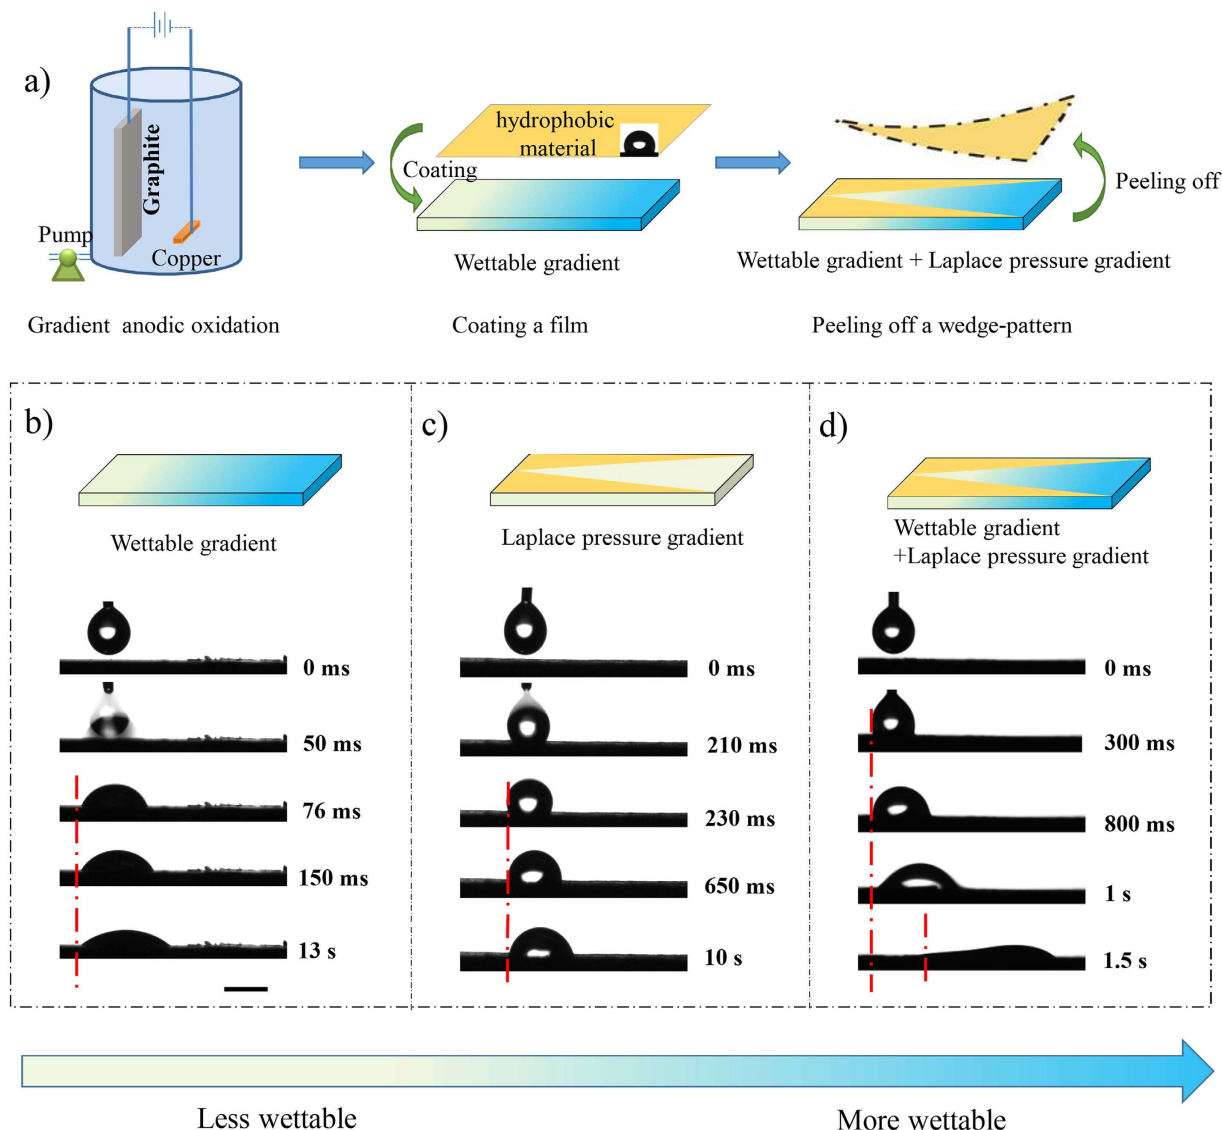 a)
Graphite
Pump
Copper
Gradient anodic oxidation
hydrophobic
material
Coating
Wettable gradient
Coating a film
Peeling off
Wettable gradient + Laplace pressure gradient
Peeling off a wedge-pattern
b)
Wettable gradient
0 ms
50 ms
76 ms
150 ms
13 s
c)
Laplace pressure gradient
0 ms
210 ms
230 ms
650 ms
10 s
d)
Wettable gradient
+Laplace pressure gradient
0 ms
300 ms
800 ms
1 s
1.5 s
Less wettable
More wettable